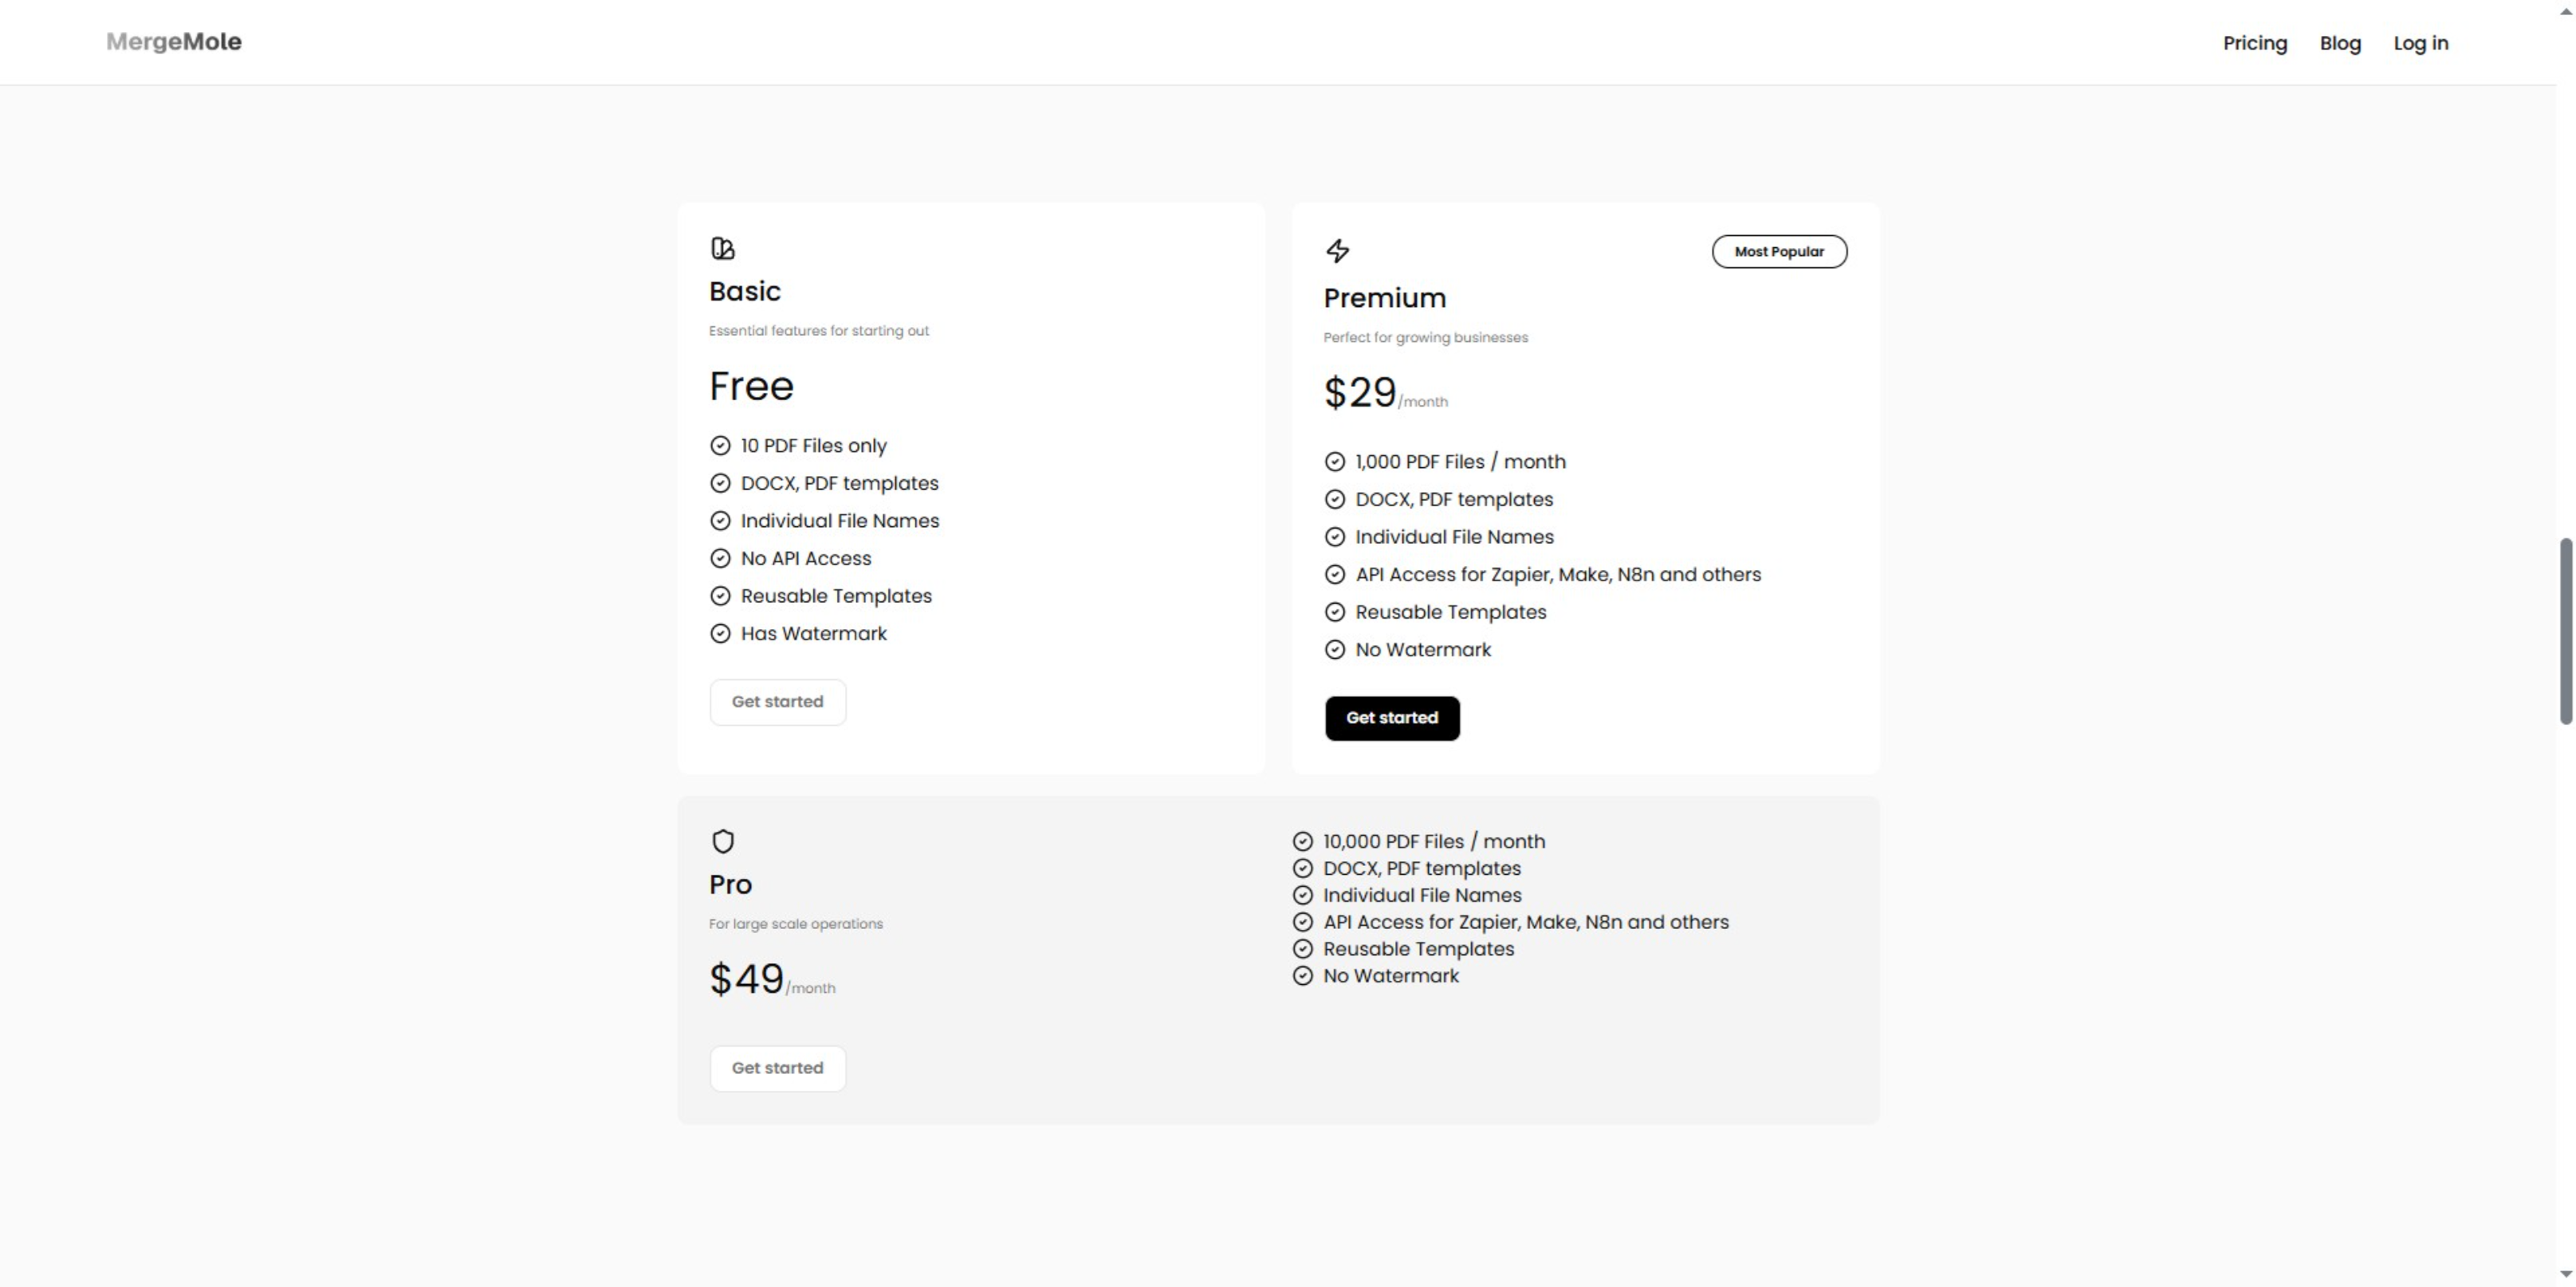 MergeMole
Pricing
Blog
Log in
Basic
Essential features for starting out
Free
10 PDF Files only
DOCX, PDF templates
Individual File Names
No API Access
Reusable Templates
Has Watermark
Get started
Most Popular
Premium
Perfect for growing businesses
$29/month
1,000 PDF Files / month
DOCX, PDF templates
Individual File Names
API Access for Zapier, Make, N8n and others
Reusable Templates
No Watermark
Get started
Pro
For large scale operations
$49/month
Get started
10,000 PDF Files / month
DOCX, PDF templates
Individual File Names
API Access for Zapier, Make, N8n and others
Reusable Templates
No Watermark